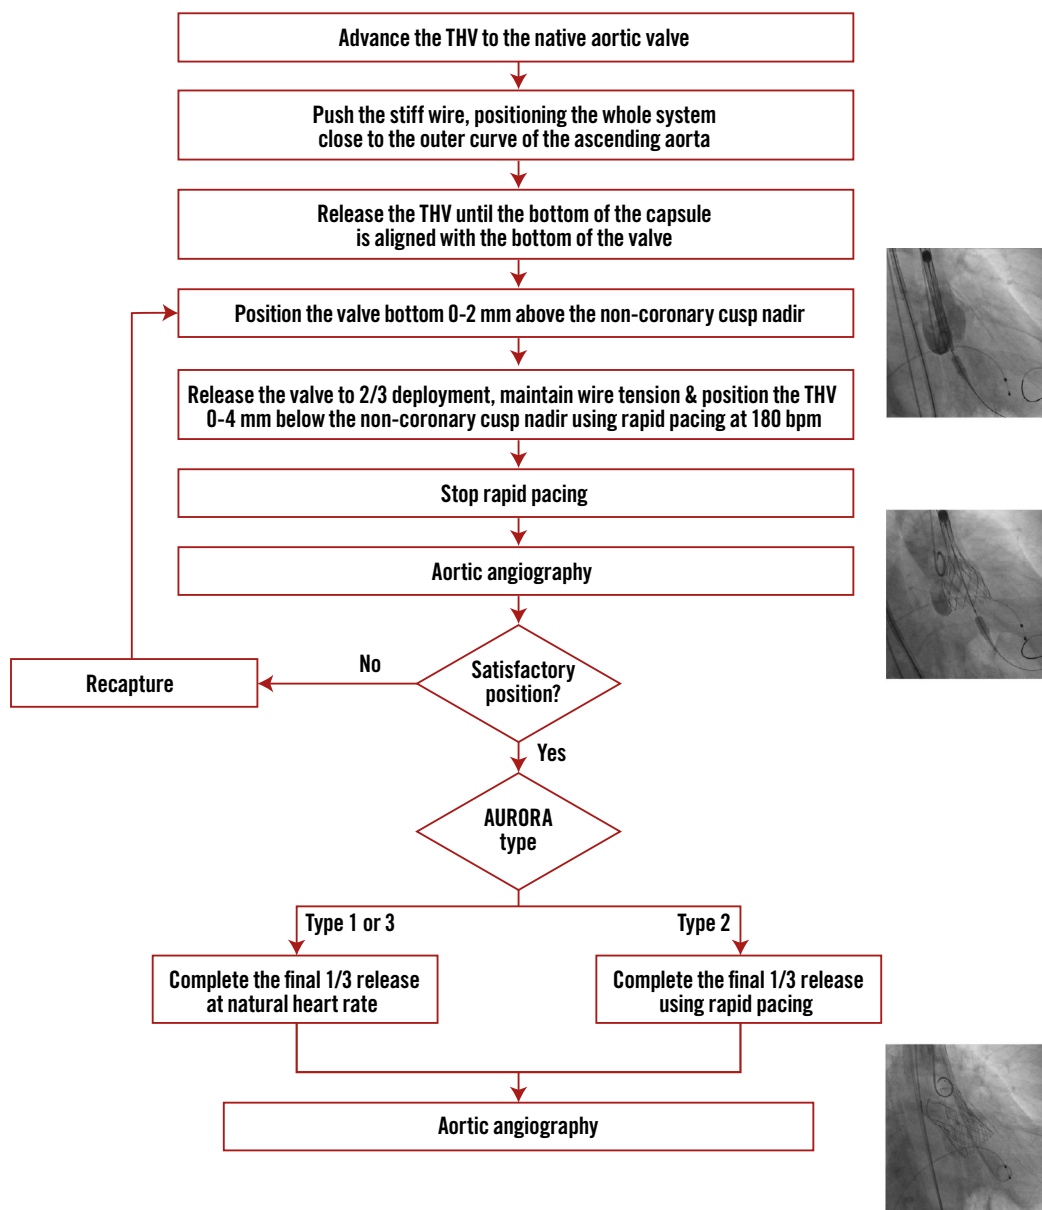 Advance the THV to the native aortic valve
Push the stiff wire, positioning the whole system
close to the outer curve of the ascending aorta
Release the THV until the bottom of the capsule
is aligned with the bottom of the valve
Position the valve bottom 0-2 mm above the non-coronary cusp nadir
Release the valve to 2/3 deployment, maintain wire tension & position the THV
0-4 mm below the non-coronary cusp nadir using rapid pacing at 180 bpm
Stop rapid pacing
Aortic angiography
Satisfactory
position?
No
Recapture
Yes
AURORA
type
Type 1 or 3
Type 2
Complete the final 1/3 release
at natural heart rate
Complete the final 1/3 release
using rapid pacing
Aortic angiography